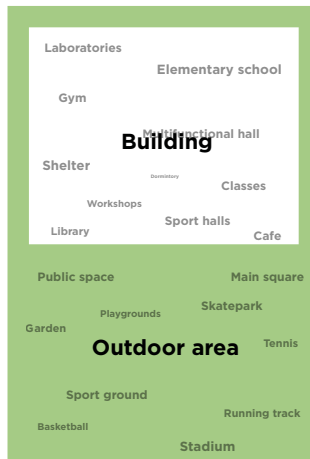 Laboratories
Elementary school
Gym
Multifunctional hall
Building
Shelter
Dormintory
Classes
Workshops
Sport halls
Library
Cafe
Public space
Main square
Skatepark
Playgrounds
Garden
Tennis
Outdoor area
Sport ground
Running track
Basketball
Stadium